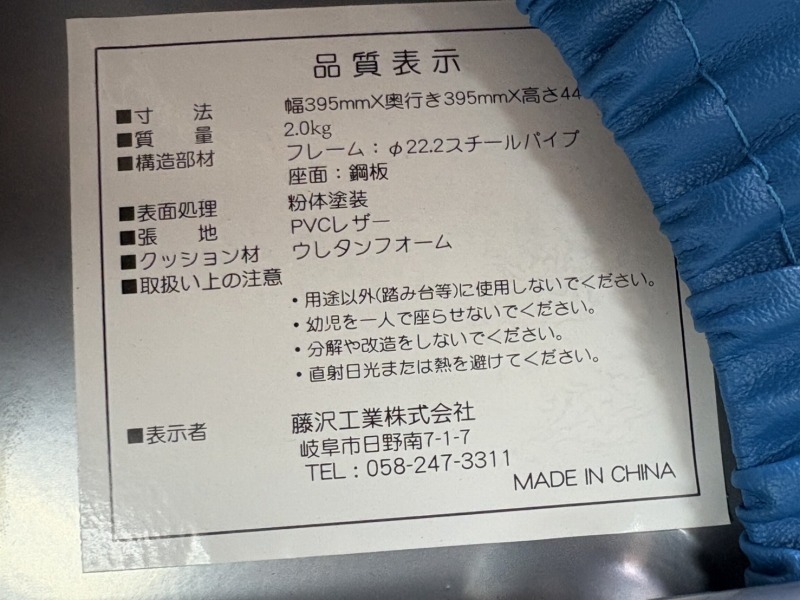 品質表示
■寸　　法　幅395mmX奥行き395mmX高さ44
■質　　量　2.0kg
■構造部材　フレーム：φ22.2スチールパイプ
座面：鋼板
■表面処理　粉体塗装
■張　　地　PVCレザー
■クッション材　ウレタンフォーム
■取扱い上の注意
・用途以外(踏み台等)に使用しないでください。
・幼児を一人で座らせないでください。
・分解や改造をしないでください。
・直射日光または熱を避けてください。
■表示者　藤沢工業株式会社
岐阜市日野南7-1-7
TEL：058-247-3311
MADE IN CHINA